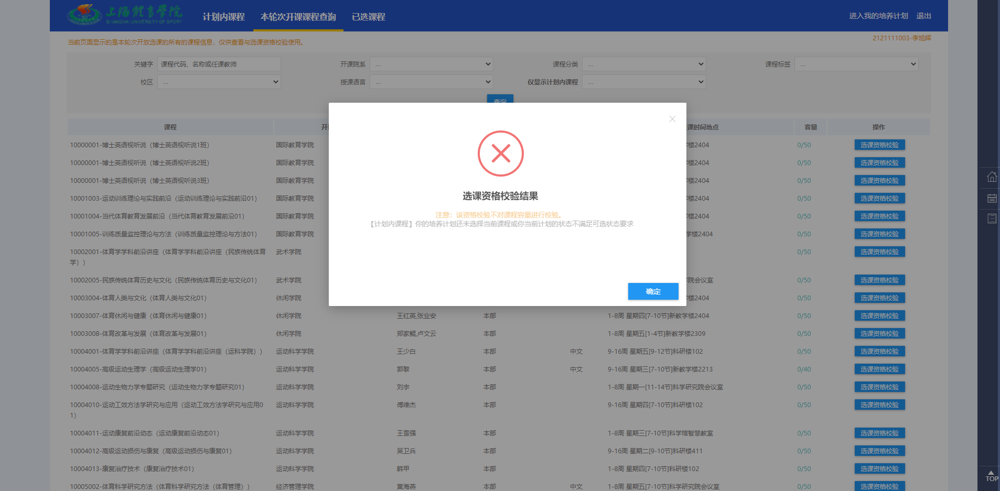 上海體育學院
SHANGHAI UNIVERSITY OF SPORT
计划内课程 本轮次开课课程查询 已选课程 进入我的培养计划 退出
当前页面显示的是本轮次开放选课的所有的课程信息，仅供查看与选课资格校验使用。 2121111003-李旭辉
关键字 课程代码、名称或任课教师 开课院系 ... 课程分类 ... 课程标签 ...
校区 ... 授课语言 ... 仅显示计划内课程 ...
查询
课程 开 课时间地点 容量 操作
10000001-博士英语视听说（博士英语视听说1班） 国际教育学院 楼2404 0/50 选课资格校验
10000001-博士英语视听说（博士英语视听说2班） 国际教育学院 楼2404 0/50 选课资格校验
10000001-博士英语视听说（博士英语视听说3班） 国际教育学院 楼2404 0/50 选课资格校验
10001003-运动训练理论与实践前沿（运动训练理论与实践前沿01） 国际教育学院 楼2404 0/50 选课资格校验
10001004-当代体育教育发展前沿（当代体育教育发展前沿01） 国际教育学院 楼2404 0/50 选课资格校验
10001005-训练质量监控理论与方法（训练质量监控理论与方法01） 国际教育学院 学楼2404 0/50 选课资格校验
10002001-体育学学科前沿讲座（体育学学科前沿讲座（民族传统体育 武术学院 0/50 选课资格校验
学））
10002005-民族传统体育历史与文化（民族传统体育历史与文化01） 武术学院 院会议室 0/50 选课资格校验
10003004-体育人类与文化（体育人类与文化01） 休闲学院 楼2404 0/50 选课资格校验
10003007-体育休闲与健康（体育休闲与健康01） 休闲学院 王红英,张业安 本部 1-8周 星期四[7-10节]新教学楼2404 0/50 选课资格校验
10003008-体育改革与发展（体育改革与发展01） 休闲学院 郑家鲲,卢文云 本部 1-8周 星期五[1-4节]新教学楼2309 0/50 选课资格校验
10004001-体育学学科前沿讲座（体育学学科前沿讲座（运科学院）） 运动科学学院 王少白 本部 中文 9-16周 星期五[9-12节]科研楼102 0/50 选课资格校验
10004005-高级运动生理学（高级运动生理学01） 运动科学学院 郭黎 本部 中文 9-16周 星期三[7-10节]新教学楼2213 0/40 选课资格校验
10004008-运动生物力学专题研究（运动生物力学专题研究01） 运动科学学院 刘宇 本部 1-8周 星期一[11-14节]科学研究院会议室 0/50 选课资格校验
10004010-运动工效方法学研究与应用（运动工效方法学研究与应用0 运动科学学院 傅维杰 本部 9-16周 星期四[7-10节]科研楼102 0/50 选课资格校验
1）
10004011-运动康复前沿动态（运动康复前沿动态01） 运动科学学院 王雪强 本部 1-8周 星期三[7-10节]科学馆智慧教室 0/50 选课资格校验
10004012-高级运动损伤与康复（高级运动损伤与康复01） 运动科学学院 吴卫兵 本部 9-16周 星期二[9-10节]科研楼411 0/50 选课资格校验
10004013-康复治疗技术（康复治疗技术01） 运动科学学院 韩甲 本部 1-8周 星期四[7-10节]科研楼102 0/50 选课资格校验
10005002-体育科学研究方法（体育科学研究方法（体育管理）） 经济管理学院 黄海燕 本部 中文 1-8周 星期五[7-10节]科学研究院会议室 0/50 选课资格校验
选课资格校验结果
注意：该资格校验不对课程容量进行校验。
【计划内课程】你的培养计划还未选择当前课程或你当前计划的状态不满足可选状态要求
确定
TOP